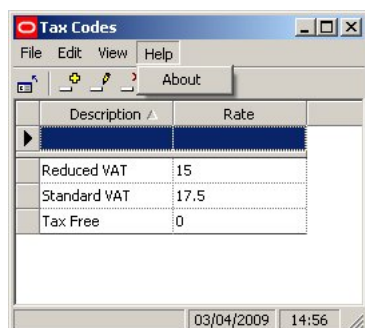 Tax Codes
File Edit View Help
About
Description Rate
Reduced VAT 15
Standard VAT 17.5
Tax Free 0
03/04/2009 14:56